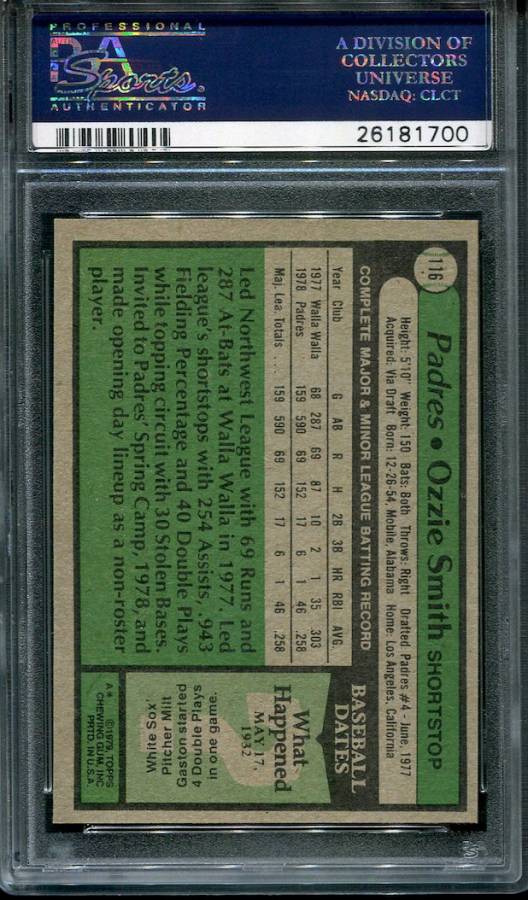 PROFESSIONAL
PSA
Sports
AUTHENTICATOR
A DIVISION OF
COLLECTORS
UNIVERSE
NASDAQ: CLCT
26181700
116
Padres • Ozzie Smith SHORTSTOP
Height: 5'10" Weight: 150 Bats: Both Throws: Right Drafted: Padres #4 - June, 1977
Acquired: Via Draft Born: 12-26-54, Mobile, Alabama Home: Los Angeles, California
COMPLETE MAJOR & MINOR LEAGUE BATTING RECORD
Year Club G AB R H 2B 3B HR RBI AVG.
1977 Walla Walla 68 287 69 87 10 2 1 35 .303
1978 Padres 159 590 69 152 17 6 1 46 .258
Maj. Lea. Totals . . . 159 590 69 152 17 6 1 46 .258
Led Northwest League with 69 Runs and
287 At-Bats at Walla Walla in 1977. Led
league's shortstops with 254 Assists, .943
Fielding Percentage and 40 Double Plays
while topping circuit with 30 Stolen Bases.
Invited to Padres' Spring Camp, 1978, and
made opening day lineup as a non-roster
player.
BASEBALL
DATES
What
Happened
MAY 17,
1932?
White Sox
Pitcher Milt
Gaston started
4 Double Plays
in one game.
A* ©1979, TOPPS
CHEWING GUM, INC
PRTD. IN U.S.A.